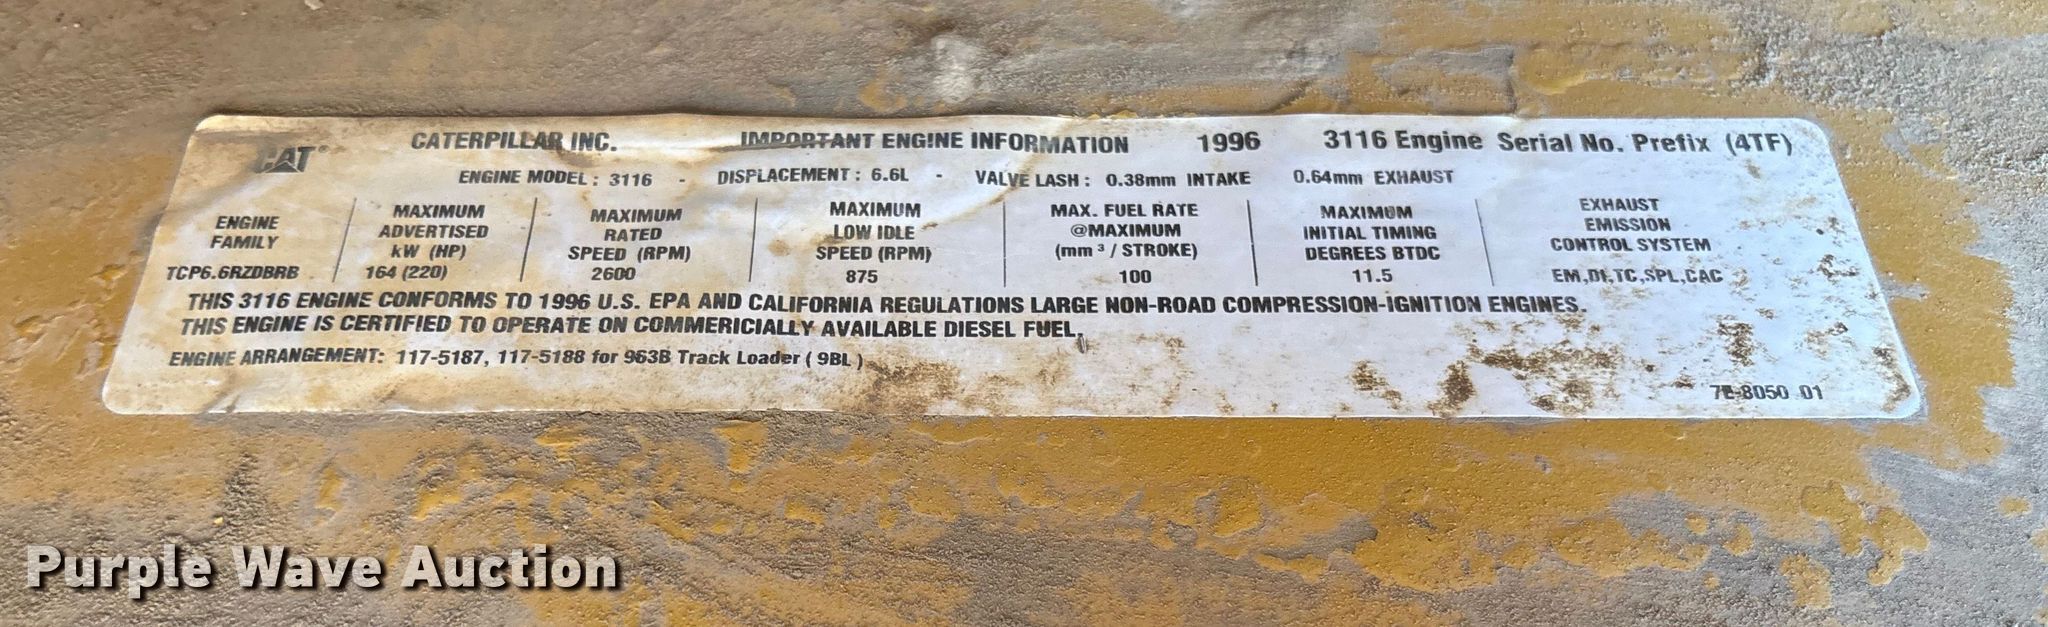 CAT® CATERPILLAR INC. IMPORTANT ENGINE INFORMATION 1996 3116 Engine Serial No. Prefix (4TF)
ENGINE MODEL: 3116 - DISPLACEMENT: 6.6L - VALVE LASH: 0.38mm INTAKE 0.64mm EXHAUST
ENGINE
FAMILY
TCP6.6RZDBRB
MAXIMUM
ADVERTISED
kW (HP)
164 (220)
MAXIMUM
RATED
SPEED (RPM)
2600
MAXIMUM
LOW IDLE
SPEED (RPM)
875
MAX. FUEL RATE
@MAXIMUM
(mm³ / STROKE)
100
MAXIMUM
INITIAL TIMING
DEGREES BTDC
11.5
EXHAUST
EMISSION
CONTROL SYSTEM
EM,DI,TC,SPL,CAC
THIS 3116 ENGINE CONFORMS TO 1996 U.S. EPA AND CALIFORNIA REGULATIONS LARGE NON-ROAD COMPRESSION-IGNITION ENGINES.
THIS ENGINE IS CERTIFIED TO OPERATE ON COMMERICIALLY AVAILABLE DIESEL FUEL.
ENGINE ARRANGEMENT: 117-5187, 117-5188 for 963B Track Loader (9BL)
7E-8050 01
Purple Wave Auction